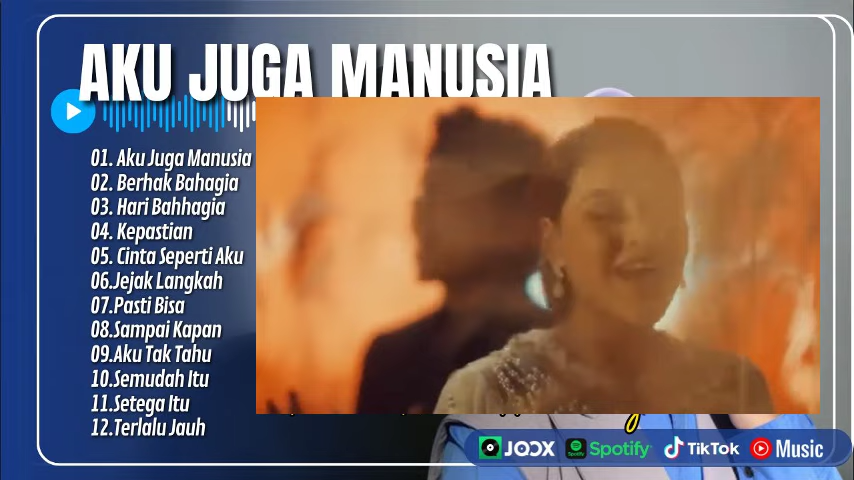 AKU JUGA MANUSIA
01. Aku Juga Manusia
02. Berhak Bahagia
03. Hari Bahhagia
04. Kepastian
05. Cinta Seperti Aku
06.Jejak Langkah
07.Pasti Bisa
08.Sampai Kapan
09.Aku Tak Tahu
10.Semudah Itu
11.Setega Itu
12.Terlalu Jauh
JOOX Spotify TikTok Music